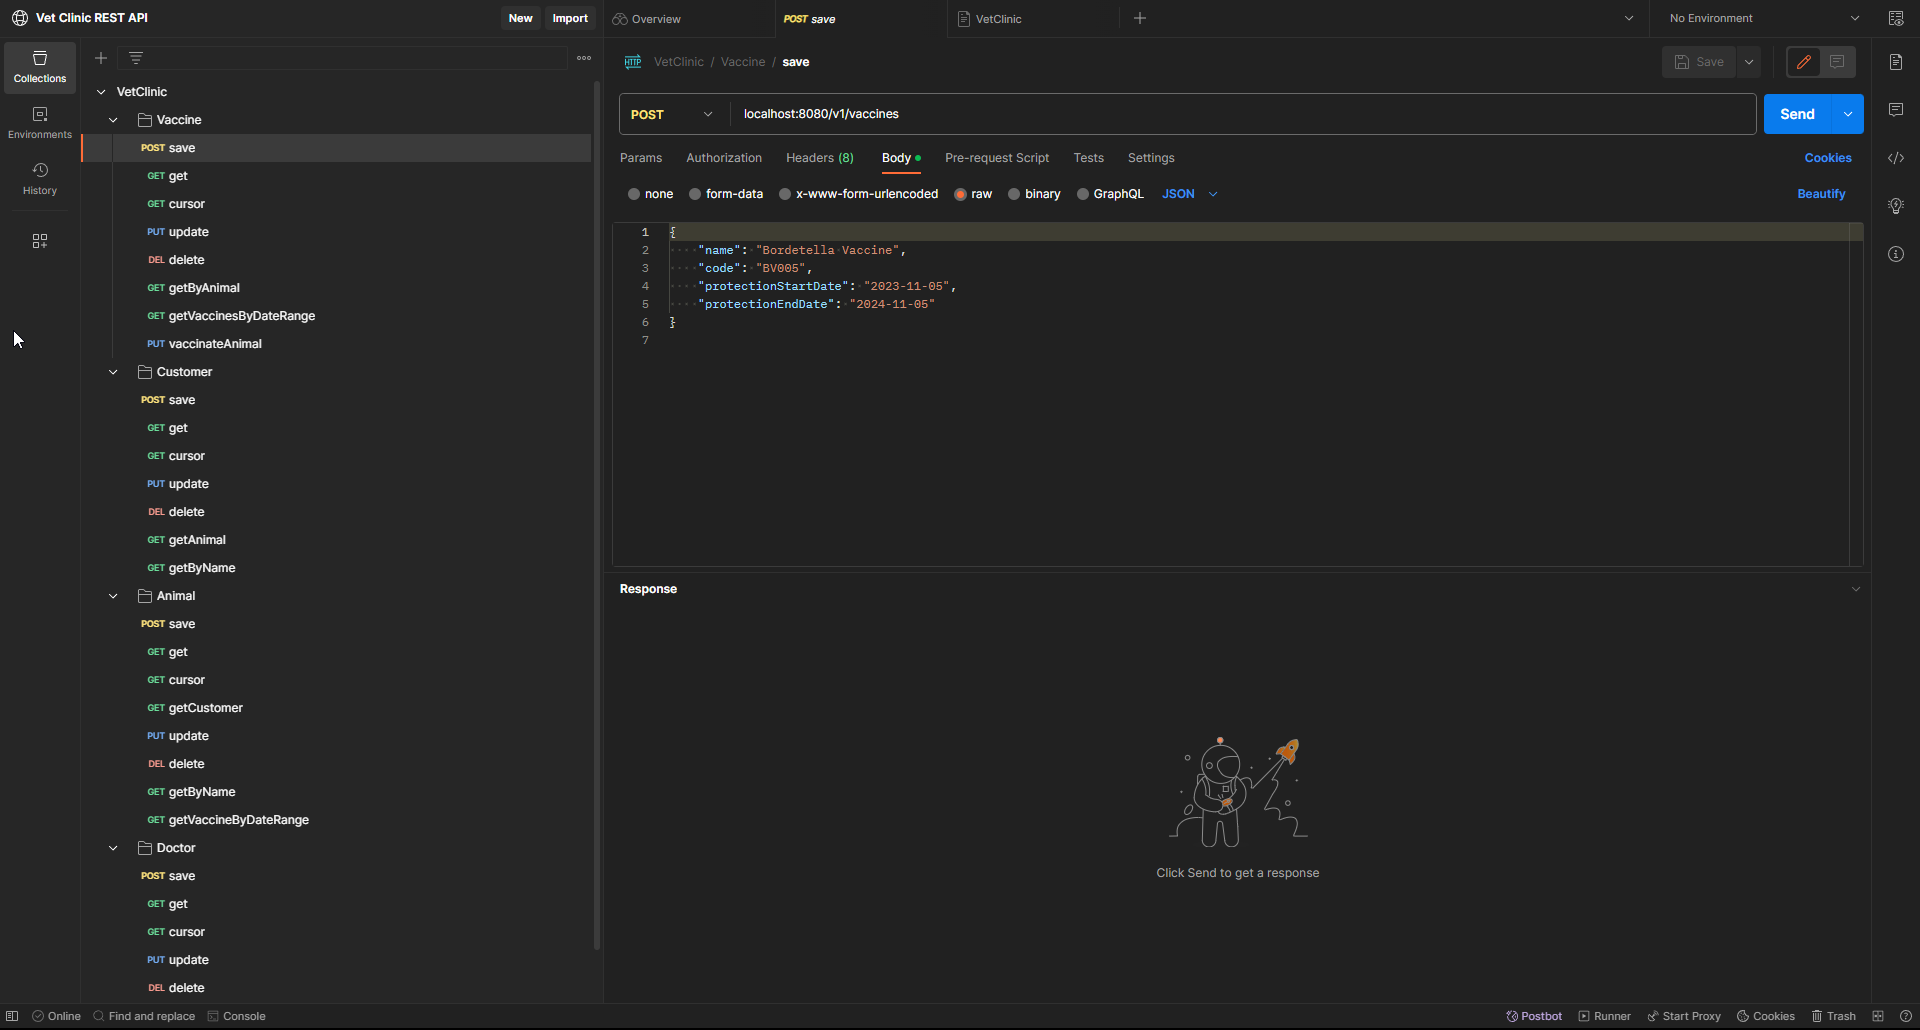 Vet Clinic REST API
New
Import
Overview
POST save
VetClinic
No Environment
Collections
Environments
History
VetClinic
Vaccine
POST save
GET get
GET cursor
PUT update
DEL delete
GET getByAnimal
GET getVaccinesByDateRange
PUT vaccinateAnimal
Customer
POST save
GET get
GET cursor
PUT update
DEL delete
GET getAnimal
GET getByName
Animal
POST save
GET get
GET cursor
GET getCustomer
PUT update
DEL delete
GET getByName
GET getVaccineByDateRange
Doctor
POST save
GET get
GET cursor
PUT update
DEL delete
HTTP VetClinic / Vaccine / save
Save
POST
localhost:8080/v1/vaccines
Send
Params Authorization Headers (8) Body Pre-request Script Tests Settings
Cookies
none form-data x-www-form-urlencoded raw binary GraphQL JSON
Beautify
1 {
2 "name": "Bordetella Vaccine",
3 "code": "BV005",
4 "protectionStartDate": "2023-11-05",
5 "protectionEndDate": "2024-11-05"
6 }
7
Response
Click Send to get a response
Online
Find and replace
Console
Postbot
Runner
Start Proxy
Cookies
Trash